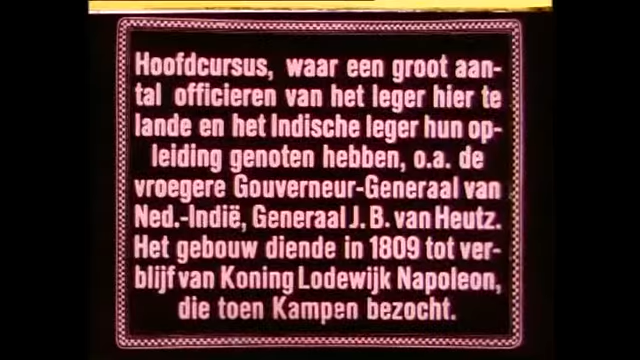 Hoofdcursus, waar een groot aan-
tal officieren van het leger hier te
lande en het Indische leger hun op-
leiding genoten hebben, o.a. de
vroegere Gouverneur-Generaal van
Ned.-Indië, Generaal J. B. van Heutz.
Het gebouw diende in 1809 tot ver-
blijf van Koning Lodewijk Napoleon,
die toen Kampen bezocht.